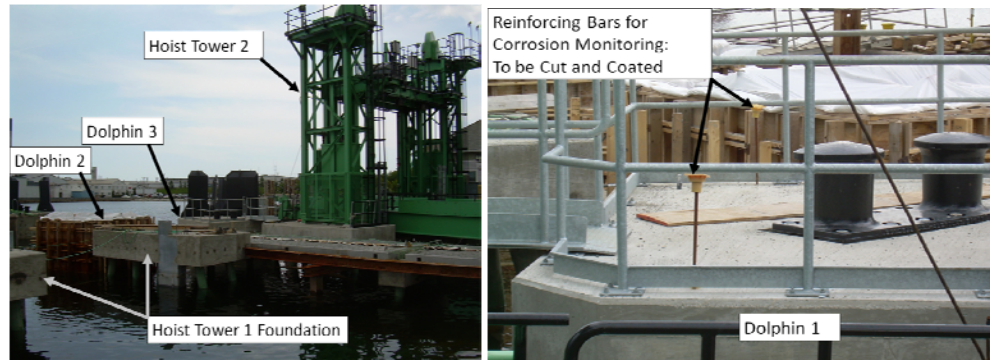 Hoist Tower 2
Dolphin 3
Dolphin 2
Hoist Tower 1 Foundation
Reinforcing Bars for
Corrosion Monitoring:
To be Cut and Coated
Dolphin 1